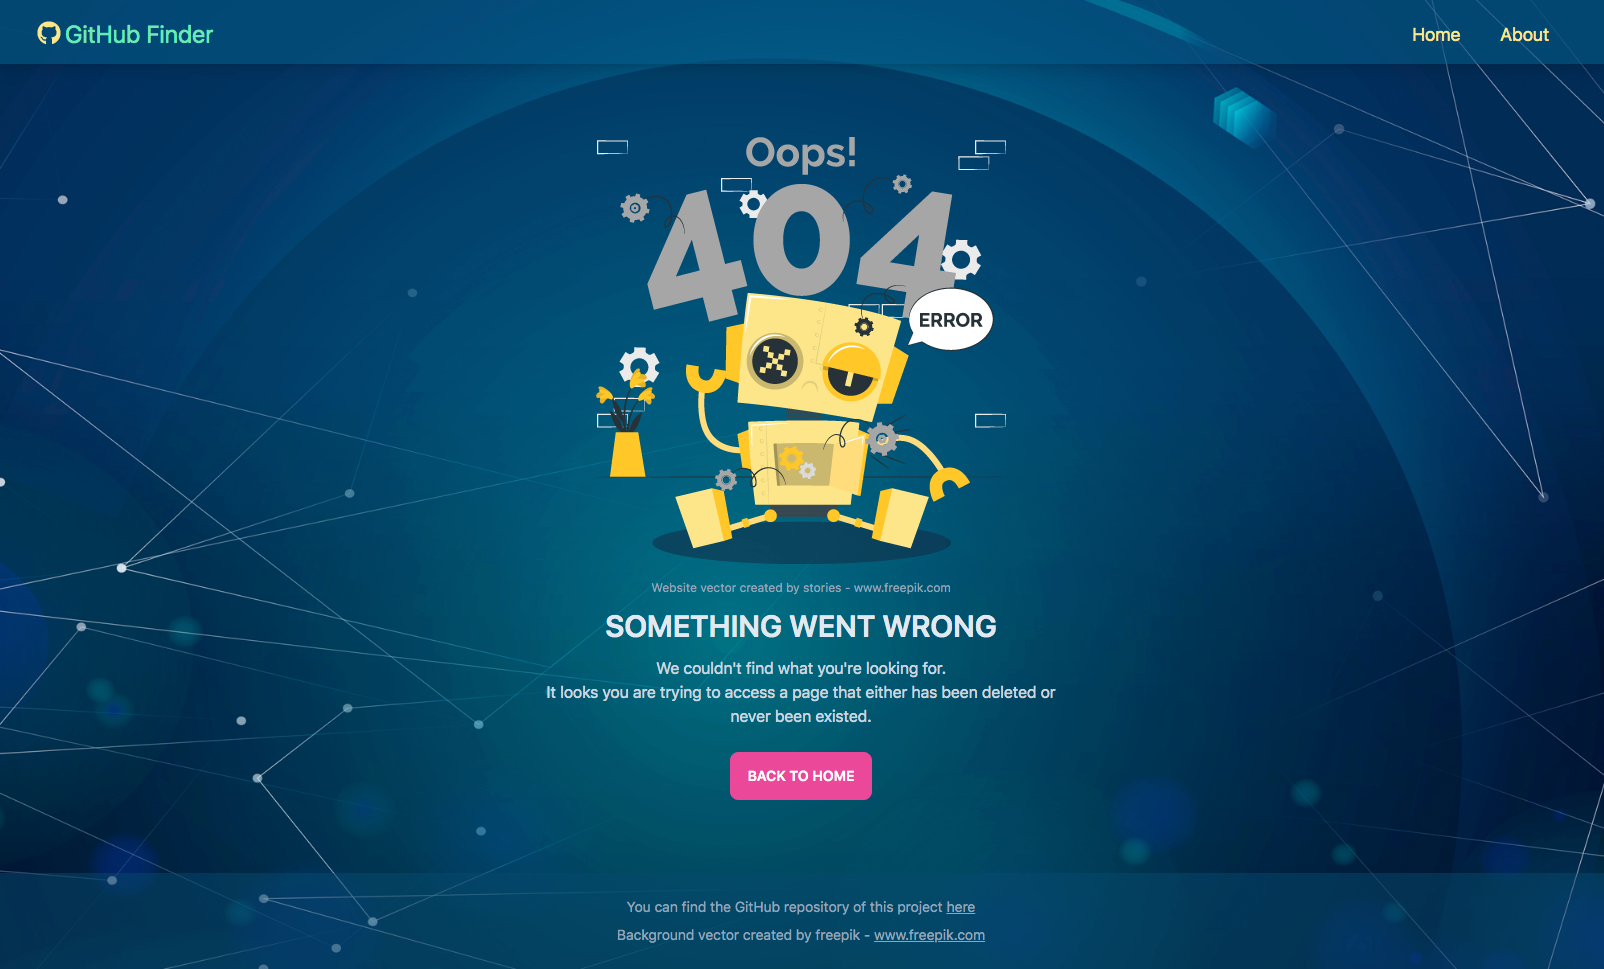 GitHub Finder
Home
About
Oops!
404
ERROR
Website vector created by stories - www.freepik.com
SOMETHING WENT WRONG
We couldn't find what you're looking for.
It looks you are trying to access a page that either has been deleted or
never been existed.
BACK TO HOME
You can find the GitHub repository of this project here
Background vector created by freepik - www.freepik.com